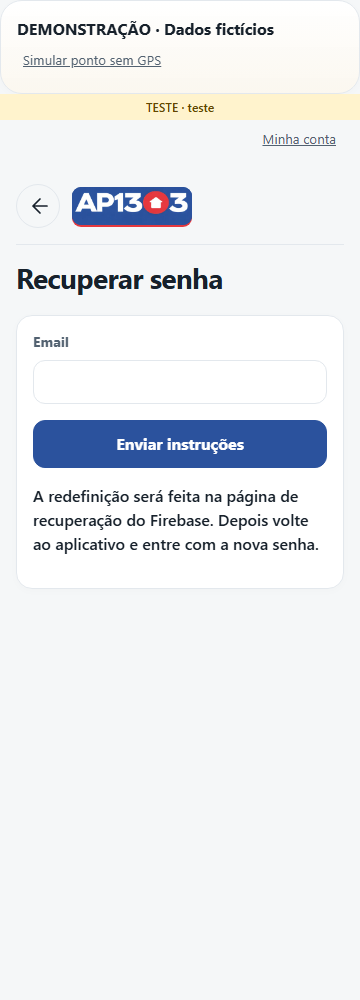 DEMONSTRAÇÃO · Dados fictícios
Simular ponto sem GPS
TESTE · teste
Minha conta
AP1303
Recuperar senha
Email
Enviar instruções
A redefinição será feita na página de
recuperação do Firebase. Depois volte
ao aplicativo e entre com a nova senha.